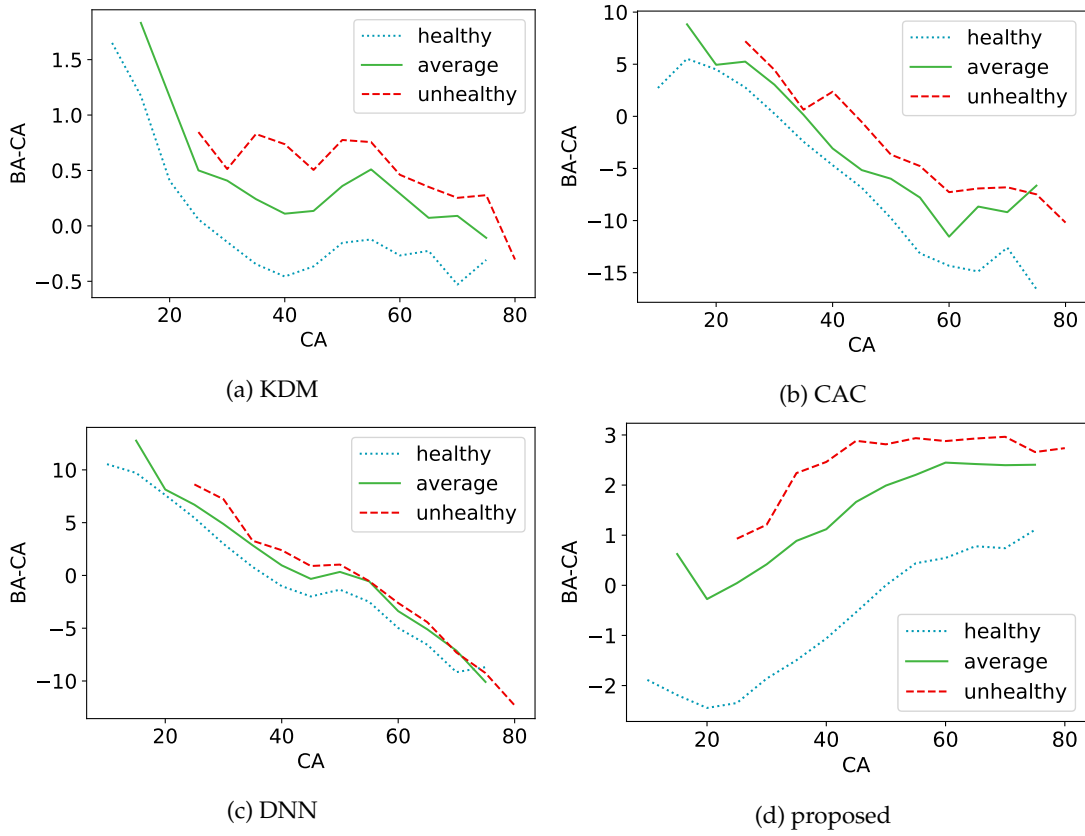 1.5
1.0
0.5
0.0
−0.5
BA-CA
20 40 60 80
CA
healthy
average
unhealthy
(a) KDM
10
5
0
−5
−10
−15
BA-CA
20 40 60 80
CA
healthy
average
unhealthy
(b) CAC
10
5
0
−5
−10
BA-CA
20 40 60 80
CA
healthy
average
unhealthy
(c) DNN
3
2
1
0
−1
−2
BA-CA
20 40 60 80
CA
healthy
average
unhealthy
(d) proposed